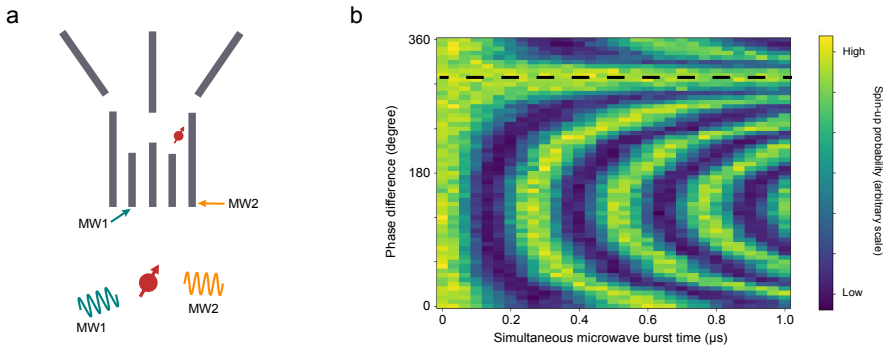 a
MW1
MW2
MW1
MW2
b
Phase difference (degree)
360
180
0
0
0.2
0.4
0.6
0.8
1.0
Simultaneous microwave burst time (µs)
High
Low
Spin-up probability (arbitrary scale)